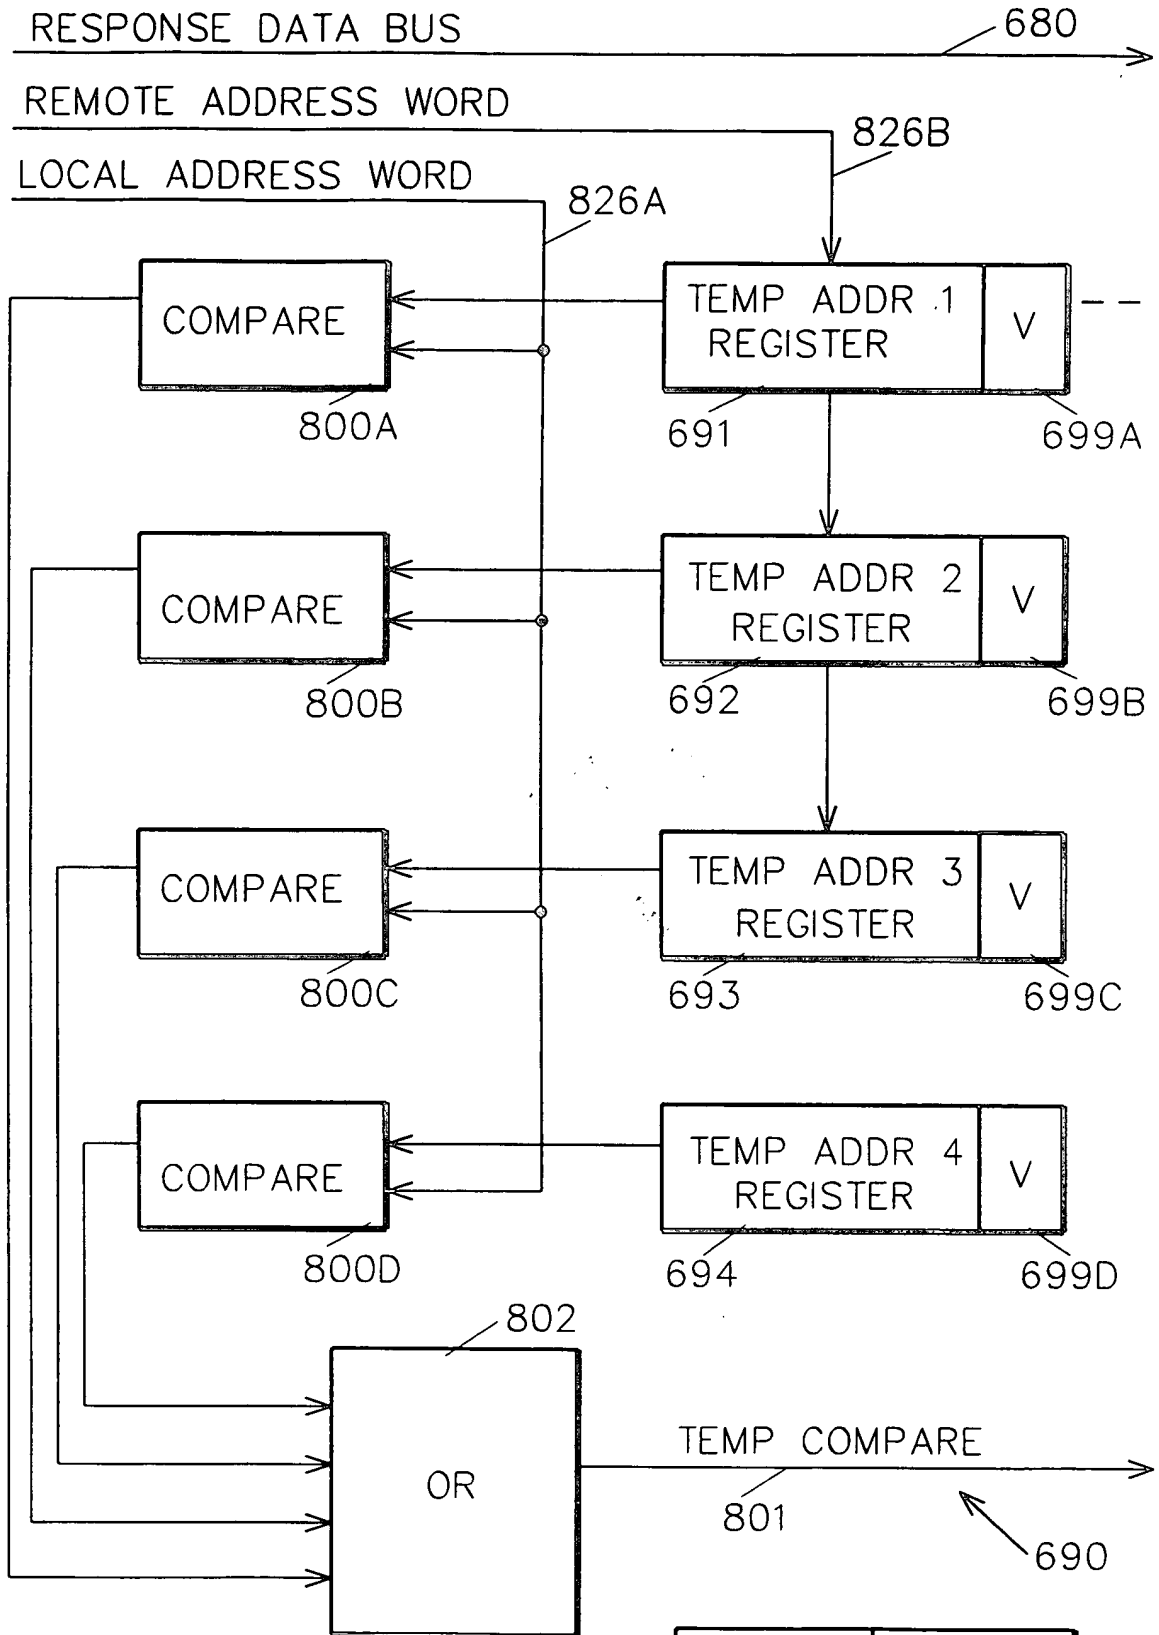 RESPONSE DATA BUS
680
REMOTE ADDRESS WORD
826B
LOCAL ADDRESS WORD
826A
COMPARE
TEMP ADDR 1
REGISTER
V
800A
691
699A
COMPARE
TEMP ADDR 2
REGISTER
V
800B
692
699B
COMPARE
TEMP ADDR 3
REGISTER
V
800C
693
699C
COMPARE
TEMP ADDR 4
REGISTER
V
800D
694
699D
802
OR
TEMP COMPARE
801
690